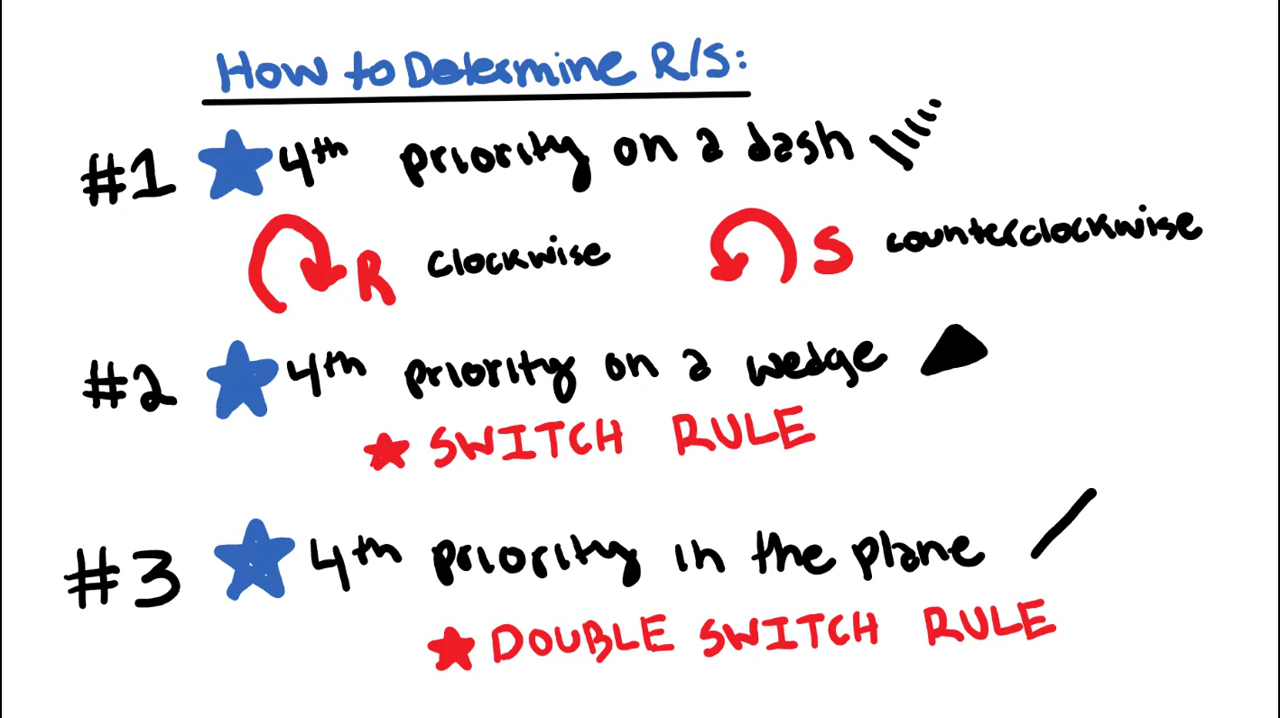 How to Determine R/S:
#1 4th priority on a dash
R clockwise S counterclockwise
#2 4th priority on a wedge
SWITCH RULE
#3 4th priority in the plane
DOUBLE SWITCH RULE